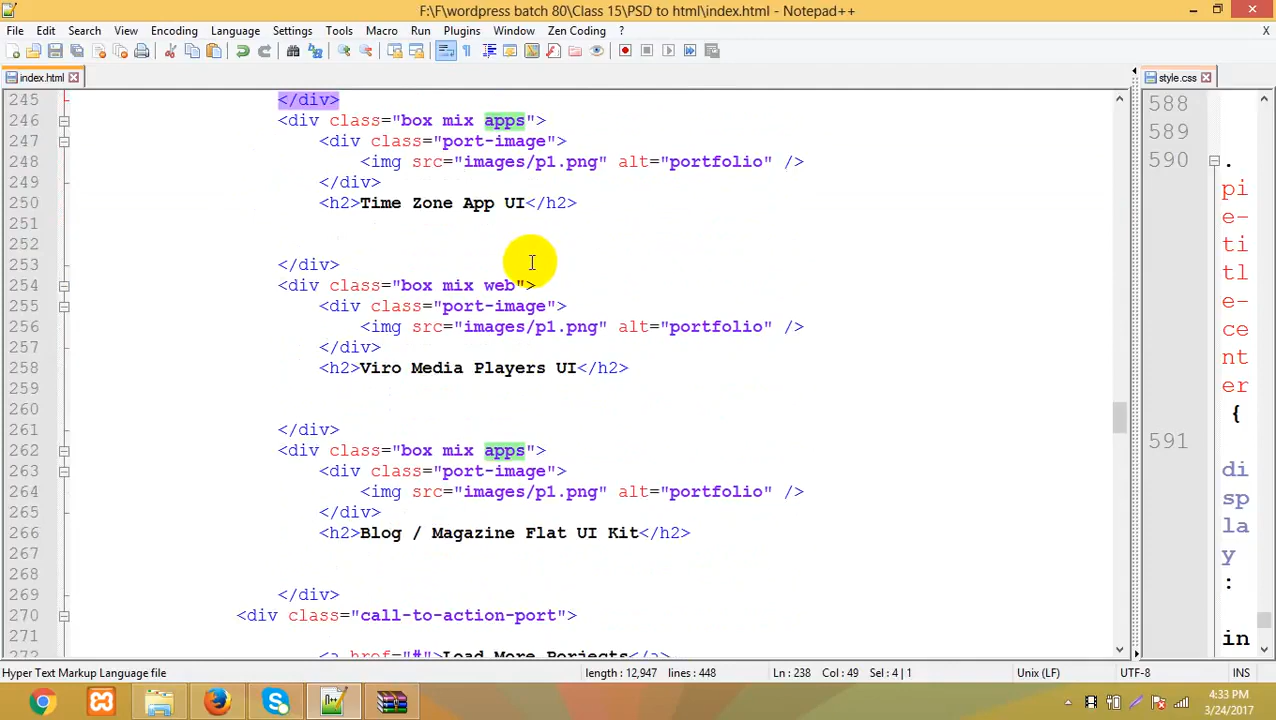 F:\F\wordpress batch 80\Class 15\PSD to html\index.html - Notepad++
File Edit Search View Encoding Language Settings Tools Macro Run Plugins Window Zen Coding ? X
index.html style.css
245 </div>
246 <div class="box mix apps">
247 <div class="port-image">
248 <img src="images/p1.png" alt="portfolio" />
249 </div>
250 <h2>Time Zone App UI</h2>
251
252
253 </div>
254 <div class="box mix web">
255 <div class="port-image">
256 <img src="images/p1.png" alt="portfolio" />
257 </div>
258 <h2>Viro Media Players UI</h2>
259
260
261 </div>
262 <div class="box mix apps">
263 <div class="port-image">
264 <img src="images/p1.png" alt="portfolio" />
265 </div>
266 <h2>Blog / Magazine Flat UI Kit</h2>
267
268
269 </div>
270 <div class="call-to-action-port">
271
<a href="#">Load More Porjects</a>
588
589
590 .
pi
e-
ti
tl
e-
ce
nt
er
{
591
di
sp
la
y
:
in
Hyper Text Markup Language file length : 12,947 lines : 448 Ln : 238 Col : 49 Sel : 4 | 1 Unix (LF) UTF-8 INS
4:33 PM
3/24/2017